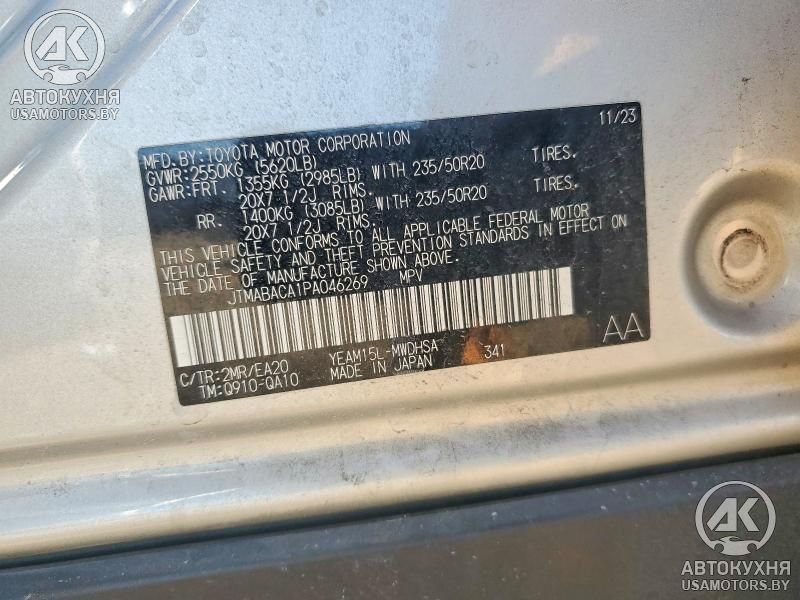 AK
АВТОКУХНЯ
USAMOTORS.BY
11/23
MFD.BY:TOYOTA MOTOR CORPORATION
GVWR:2550KG (5620LB)
GAWR:FRT. 1355KG (2985LB) WITH 235/50R20 TIRES.
20X7 1/2J RIMS.
RR. 1400KG (3085LB) WITH 235/50R20 TIRES.
20X7 1/2J RIMS.
THIS VEHICLE CONFORMS TO ALL APPLICABLE FEDERAL MOTOR
VEHICLE SAFETY AND THEFT PREVENTION STANDARDS IN EFFECT ON
THE DATE OF MANUFACTURE SHOWN ABOVE.
JTMABACA1PA046269 MPV
C/TR:2MR/EA20 YEAM15L-MWDHSA 341 AA
TM:Q910-QA10 MADE IN JAPAN
AK
АВТОКУХНЯ
USAMOTORS.BY